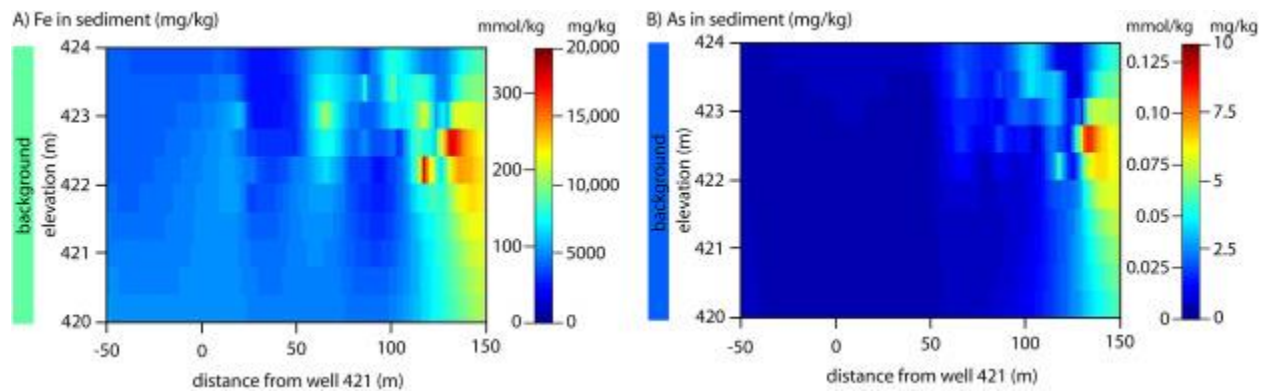 A) Fe in sediment (mg/kg)
mmol/kg mg/kg
background
elevation (m)
424
423
422
421
420
-50 0 50 100 150
distance from well 421 (m)
300
200
100
0
20,000
15,000
10,000
5000
0
B) As in sediment (mg/kg)
mmol/kg mg/kg
background
elevation (m)
424
423
422
421
420
-50 0 50 100 150
distance from well 421 (m)
0.125
0.10
0.075
0.05
0.025
0
10
7.5
5
2.5
0